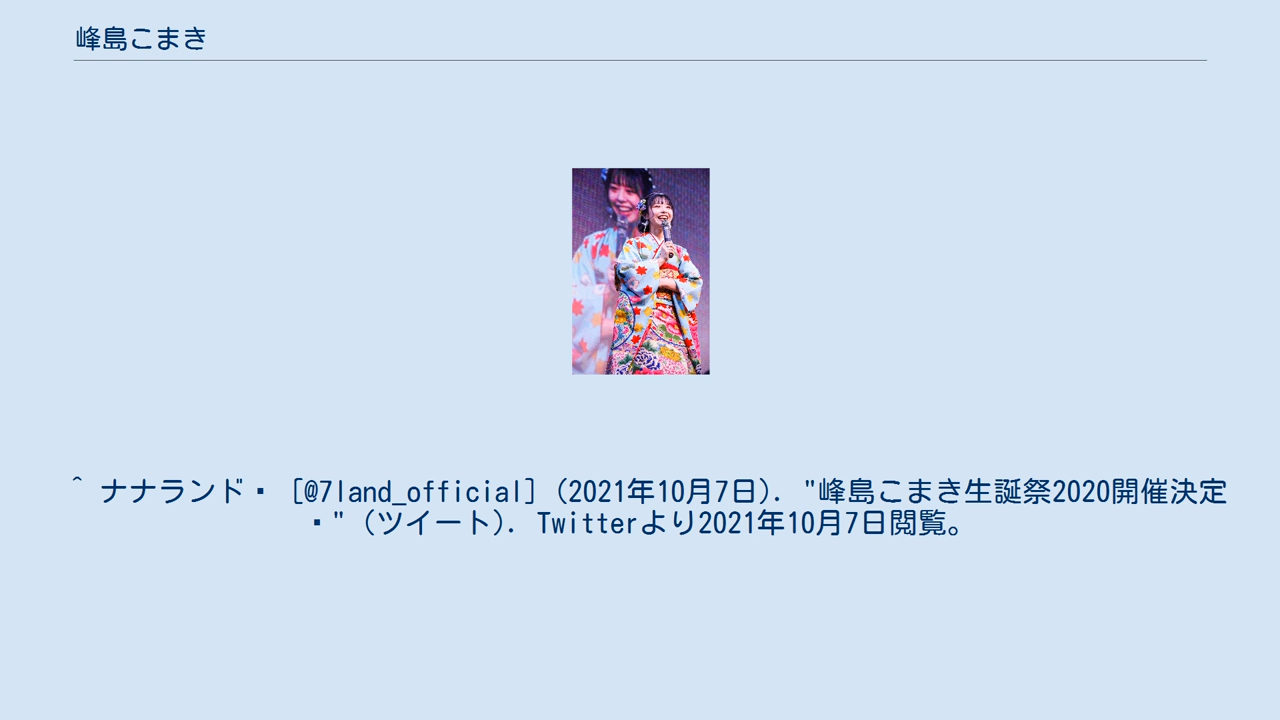 峰島こまき
^ ナナランド▪ [@7land_official] (2021年10月7日). "峰島こまき生誕祭2020開催決定
▪" (ツイート). Twitterより2021年10月7日閲覧。